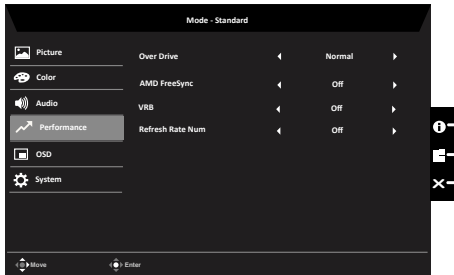 Mode - Standard
Picture
Color
Audio
Performance
OSD
System
Over Drive Normal
AMD FreeSync Off
VRB Off
Refresh Rate Num Off
Move Enter